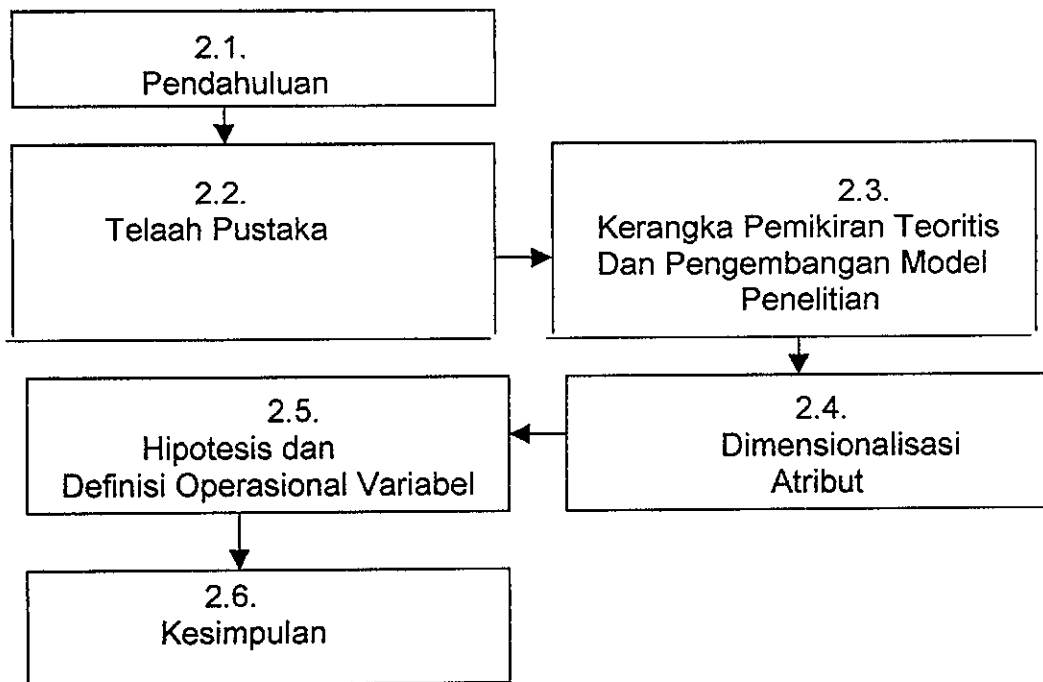 2.1.
Pendahuluan
2.2.
Telaah Pustaka
2.3.
Kerangka Pemikiran Teoritis
Dan Pengembangan Model
Penelitian
2.4.
Dimensionalisasi
Atribut
2.5.
Hipotesis dan
Definisi Operasional Variabel
2.6.
Kesimpulan